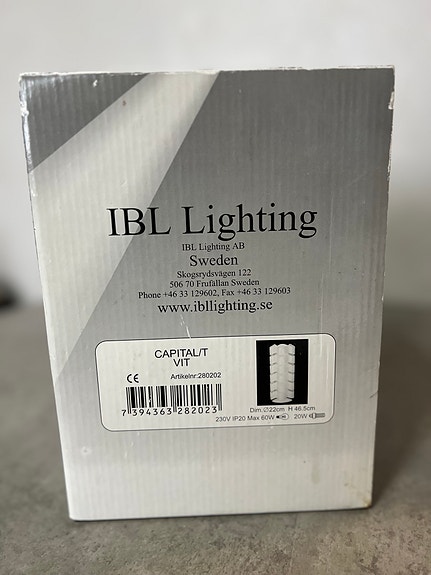 IBL Lighting
IBL Lighting AB
Sweden
Skogsrydsvägen 122
506 70 Frufällan Sweden
Phone +46 33 129602, Fax +46 33 129603
www.ibllighting.se
CAPITAL/T
VIT
CE Artikelnr:280202
7 394363 282023
Dim:∅22cm H 46,5cm
230V IP20 Max 60W 20W